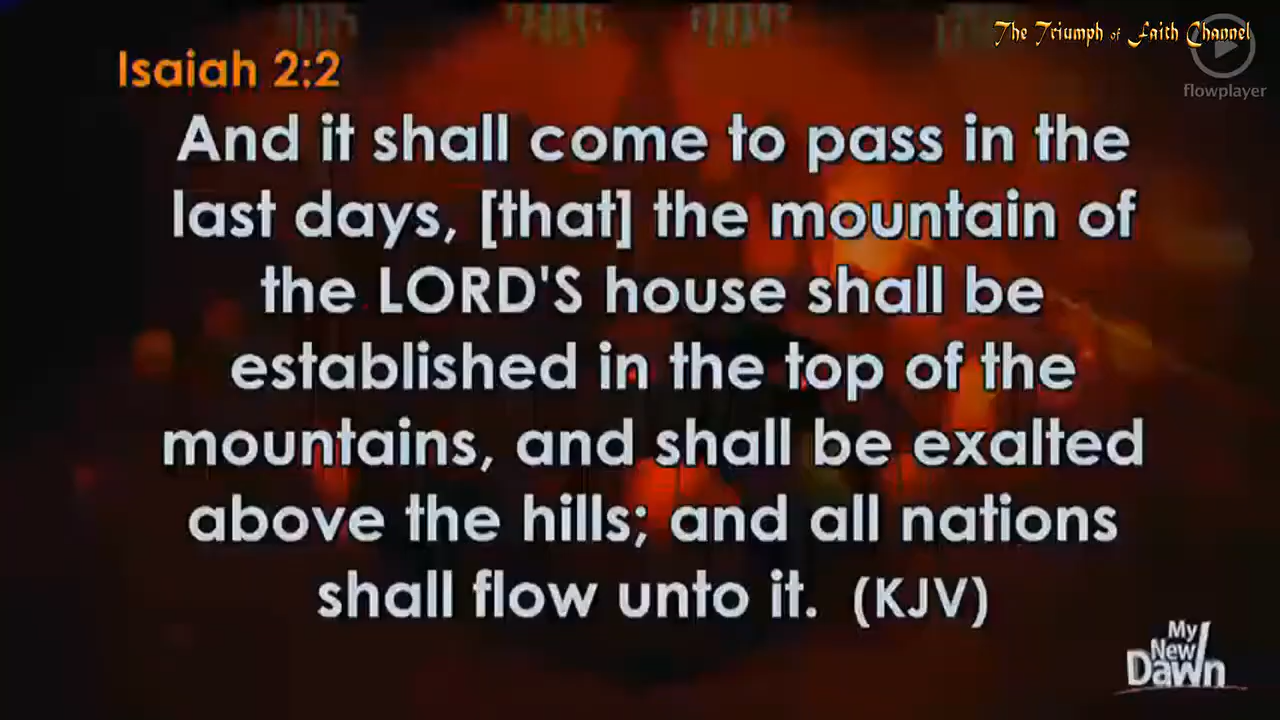 The Triumph of Faith Channel
flowplayer
Isaiah 2:2
And it shall come to pass in the
last days, [that] the mountain of
the LORD'S house shall be
established in the top of the
mountains, and shall be exalted
above the hills; and all nations
shall flow unto it. (KJV)
My
New
Dawn